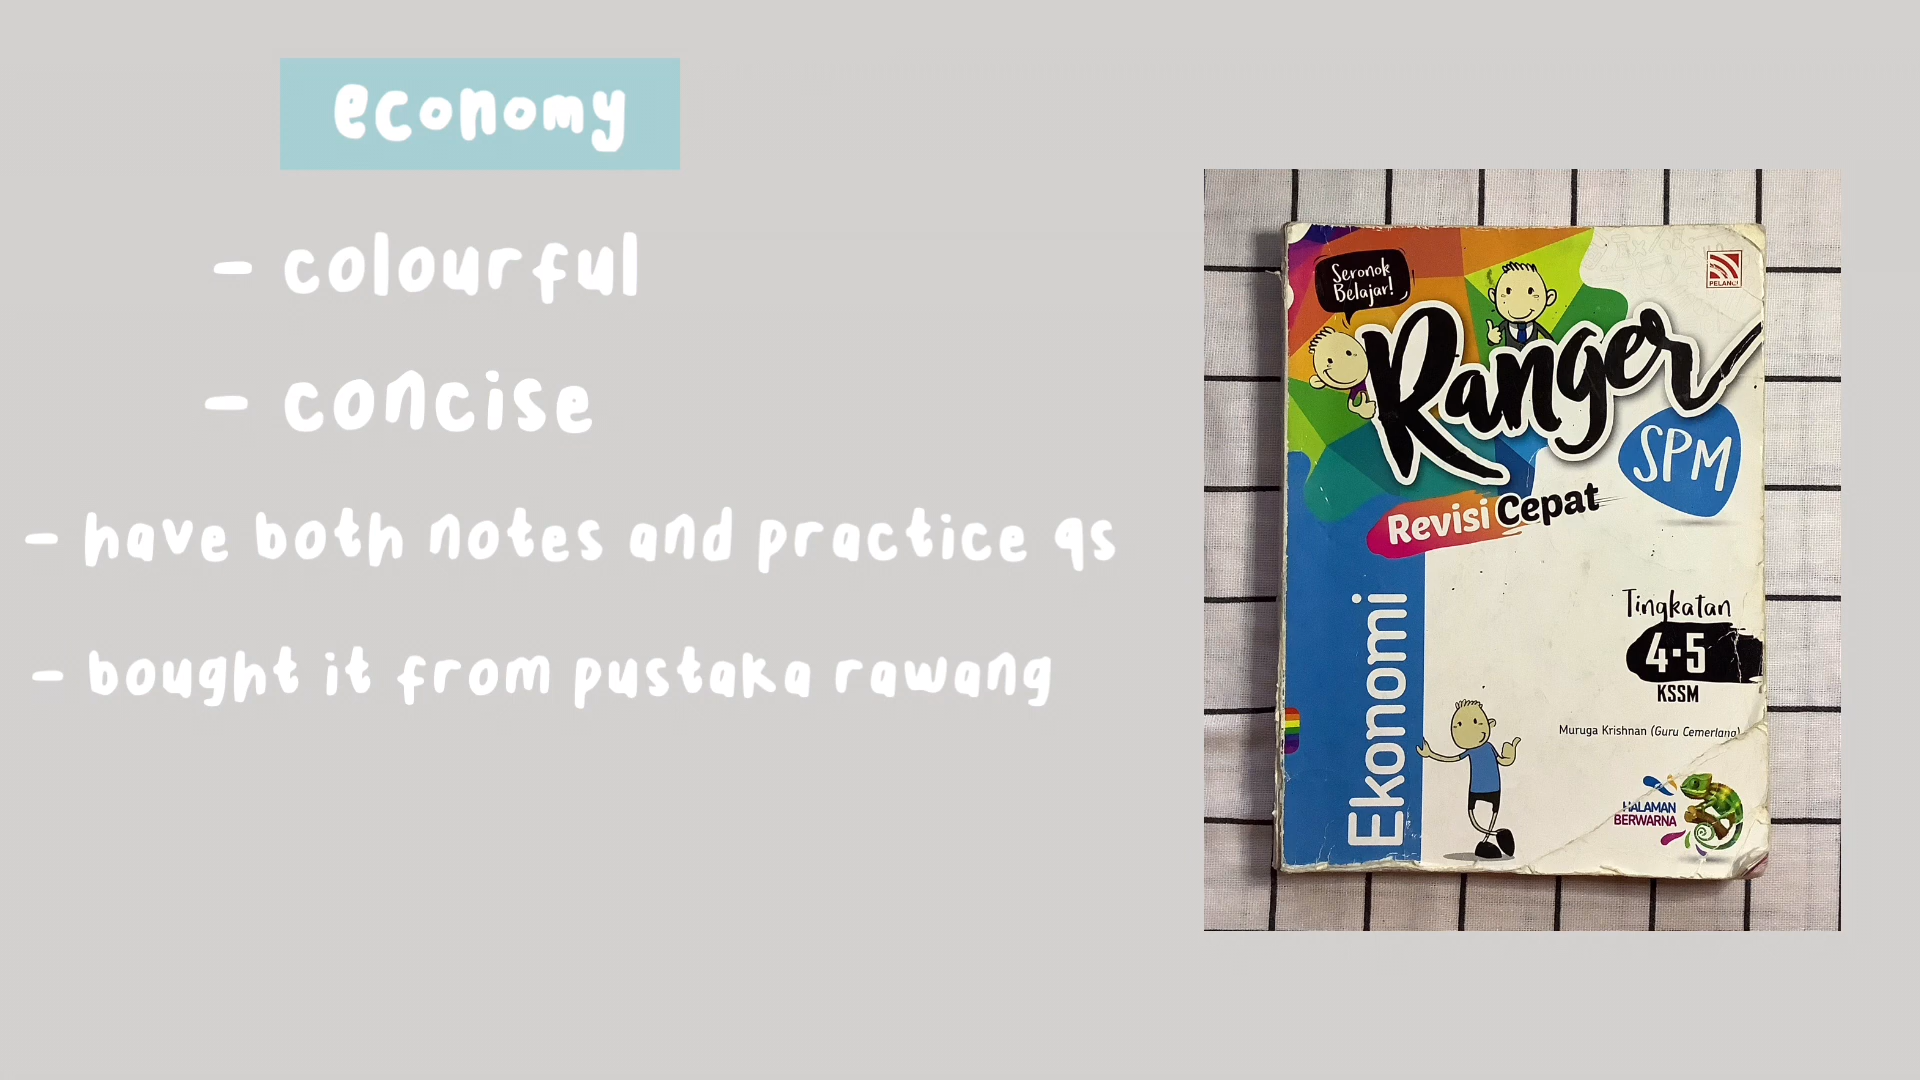 economy
- colourful
- concise
- have both notes and practice qs
- bought it from pustaka rawang
Seronok
Belajar!
PELANGI
Ranger
SPM
Revisi Cepat
Ekonomi
Tingkatan
4·5
KSSM
Muruga Krishnan (Guru Cemerlang)
HALAMAN
BERWARNA